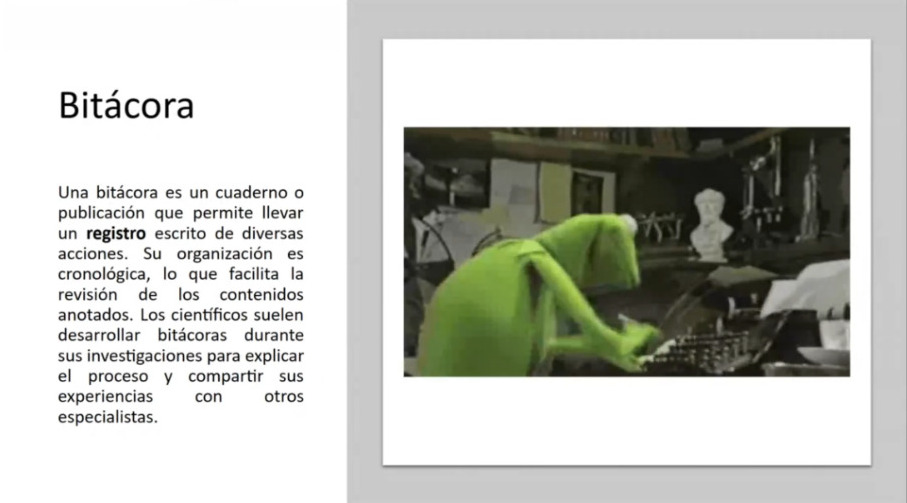 Bitácora
Una bitácora es un cuaderno o
publicación que permite llevar
un registro escrito de diversas
acciones. Su organización es
cronológica, lo que facilita la
revisión de los contenidos
anotados. Los científicos suelen
desarrollar bitácoras durante
sus investigaciones para explicar
el proceso y compartir sus
experiencias con otros
especialistas.